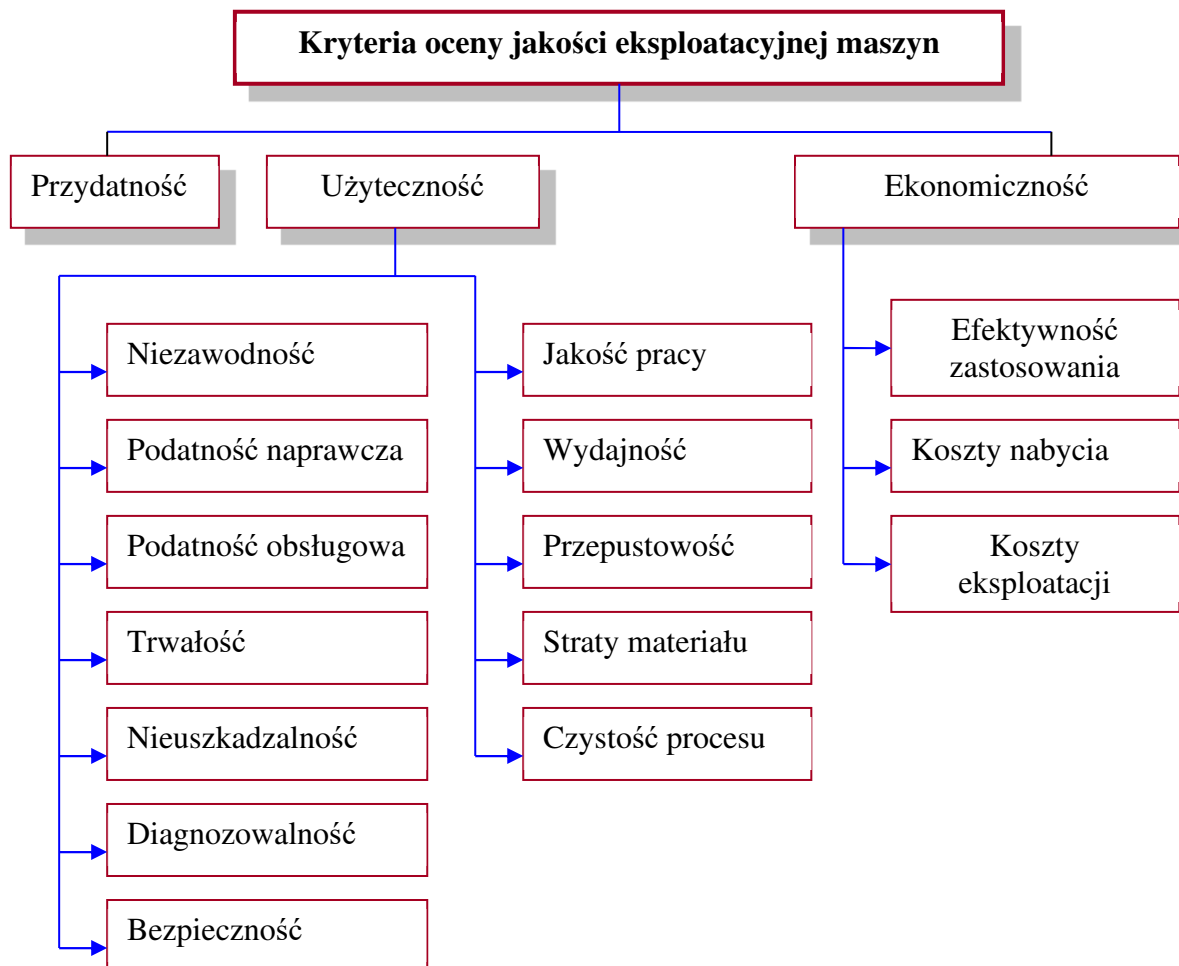 Kryteria oceny jakości eksploatacyjnej maszyn
Przydatność
Użyteczność
Ekonomiczność
Niezawodność
Podatność naprawcza
Podatność obsługowa
Trwałość
Nieuszkadzalność
Diagnozowalność
Bezpieczność
Jakość pracy
Wydajność
Przepustowość
Straty materiału
Czystość procesu
Efektywność
zastosowania
Koszty nabycia
Koszty
eksploatacji